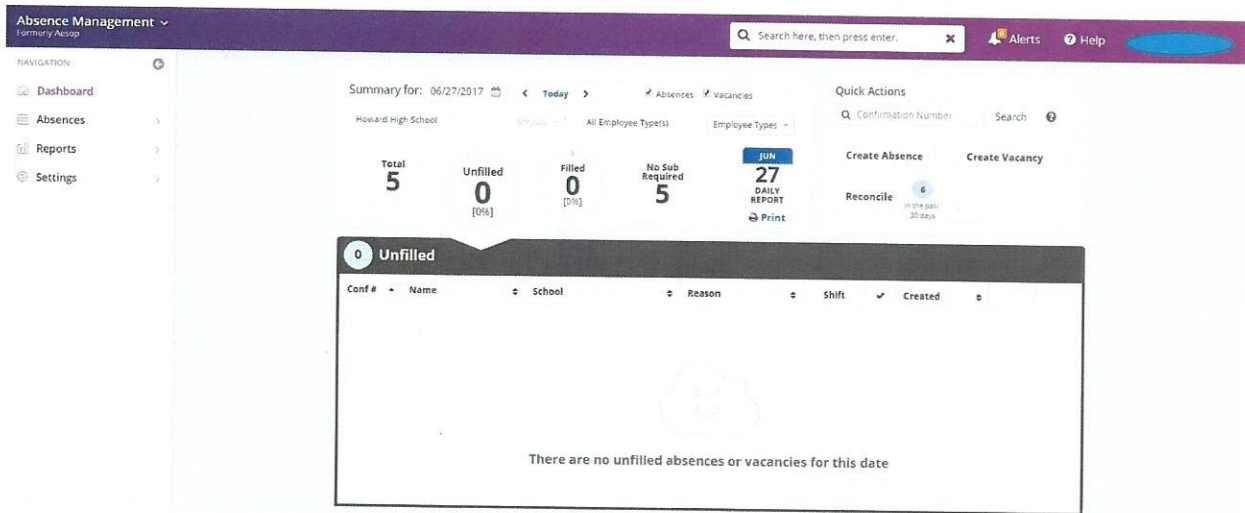 Absence Management
Formerly Aesop
Search here, then press enter.
Alerts
Help
NAVIGATION
Dashboard
Absences
Reports
Settings
Summary for: 06/27/2017
Today
Absences
Vacancies
Howard High School
All Employee Type(s)
Employee Types
Total
5
Unfilled
0
[0%]
Filled
0
[0%]
No Sub
Required
5
JUN
27
DAILY
REPORT
Print
Quick Actions
Confirmation Number
Search
Create Absence
Create Vacancy
Reconcile
6
in the past
30 days
0 Unfilled
Conf # Name School Reason Shift Created
There are no unfilled absences or vacancies for this date